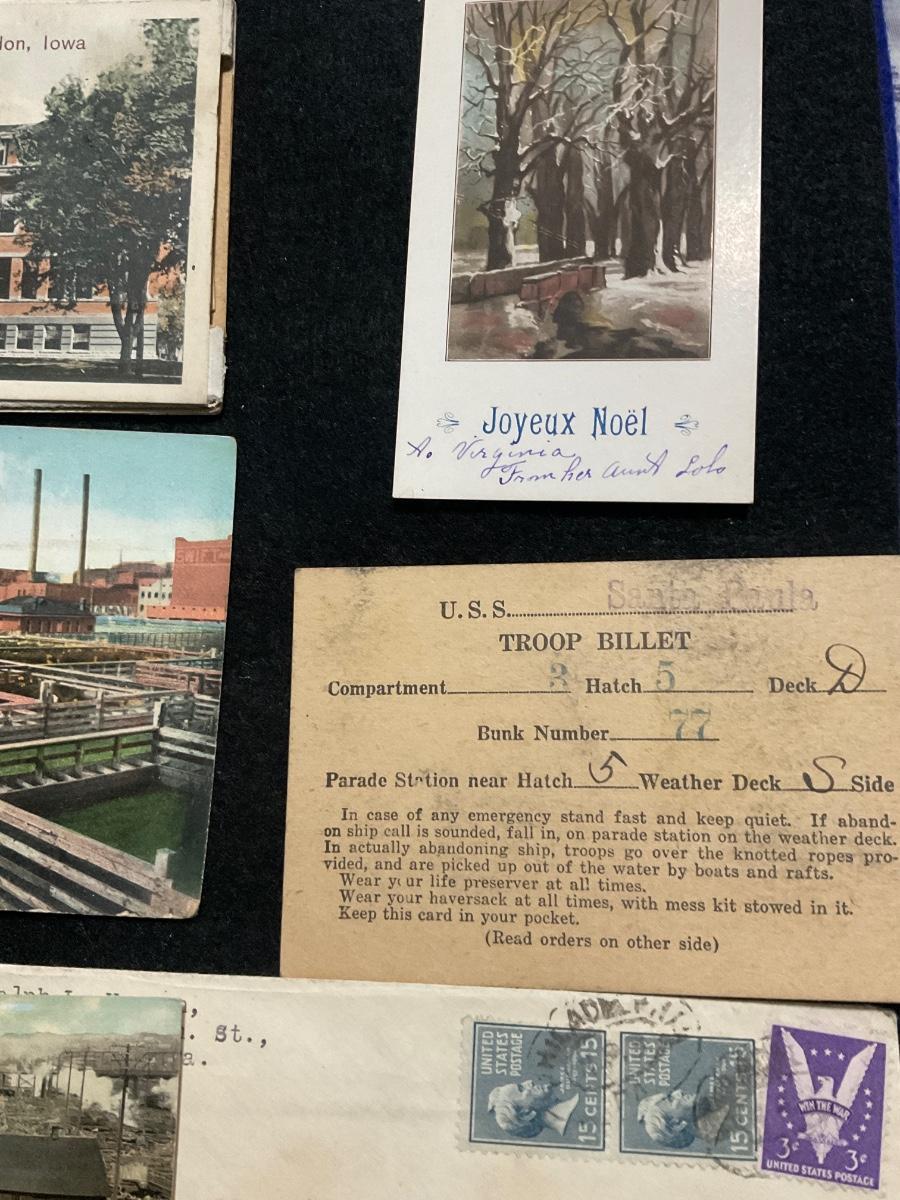 Iowa
Joyeux Noël
To Virginia
From her Aunt Lolo
SWIFT
U.S.S. Santa Paula
TROOP BILLET
Compartment 3 Hatch 5 Deck D
Bunk Number 77
Parade Station near Hatch 5 Weather Deck S Side
In case of any emergency stand fast and keep quiet. If aband-
on ship call is sounded, fall in, on parade station on the weather deck.
In actually abandoning ship, troops go over the knotted ropes pro-
vided, and are picked up out of the water by boats and rafts.
Wear your life preserver at all times.
Wear your haversack at all times, with mess kit stowed in it.
Keep this card in your pocket.
(Read orders on other side)
St.,
UNITED
STATES
POSTAGE
15 CENTS 15
UNITED
STATES
POSTAGE
15 CENTS
WIN THE WAR
3¢ 3¢
UNITED STATES POSTAGE